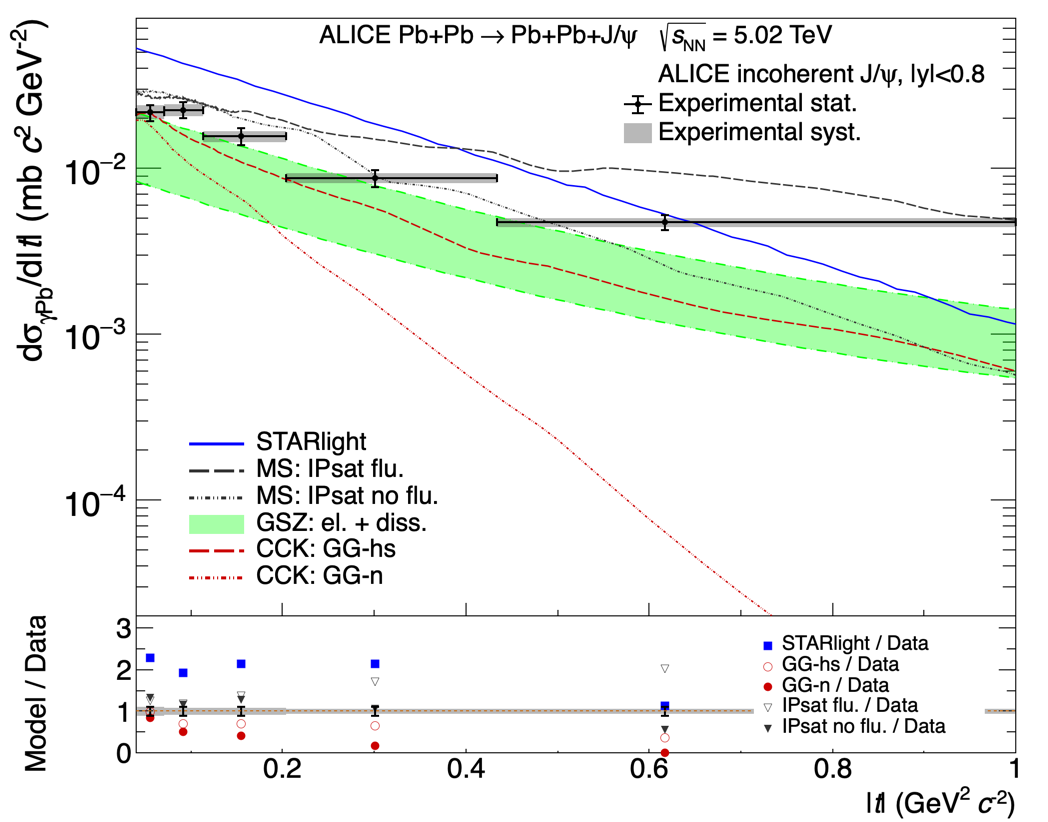 ALICE Pb+Pb → Pb+Pb+J/ψ √sNN = 5.02 TeV
ALICE incoherent J/ψ, |y|<0.8
Experimental stat.
Experimental syst.
dσγPb/d|t| (mb c² GeV⁻²)
10⁻²
10⁻³
10⁻⁴
STARlight
MS: IPsat flu.
MS: IPsat no flu.
GSZ: el. + diss.
CCK: GG-hs
CCK: GG-n
Model / Data
3
2
1
0
STARlight / Data
GG-hs / Data
GG-n / Data
IPsat flu. / Data
IPsat no flu. / Data
0.2 0.4 0.6 0.8 1
|t| (GeV² c⁻²)